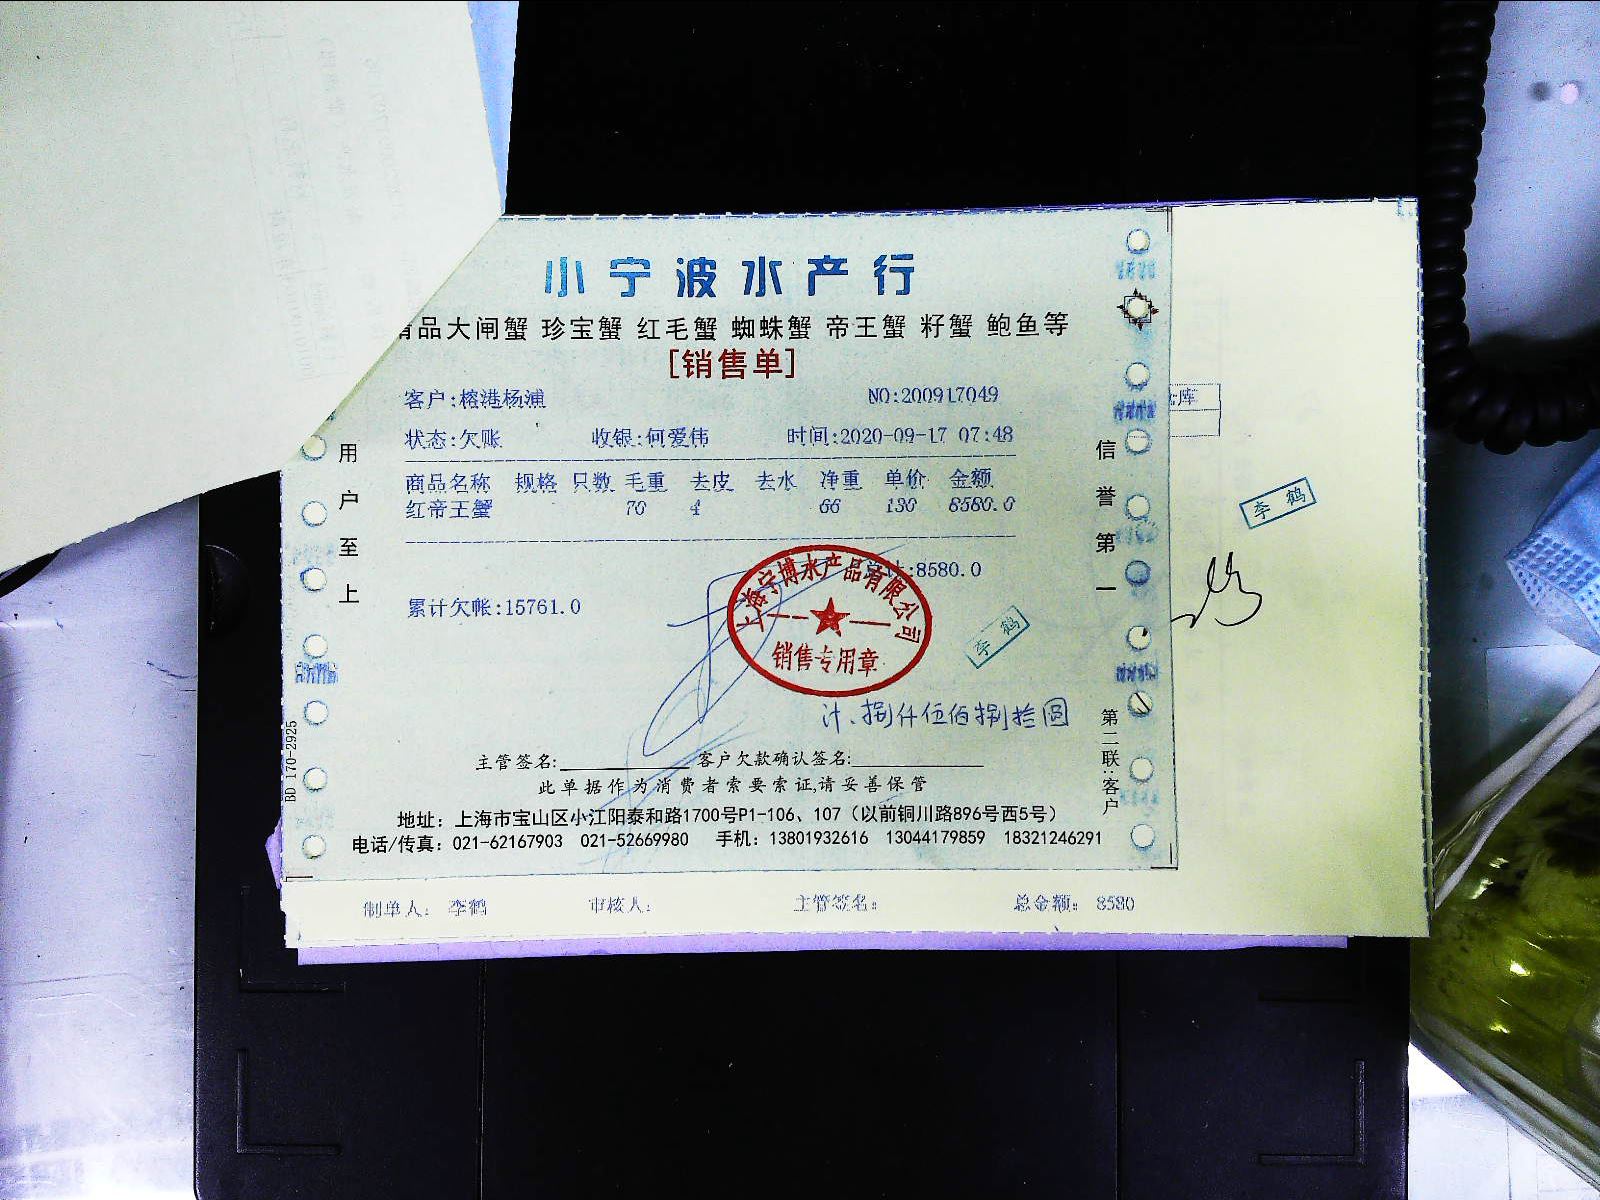 小宁波水产行
精品大闸蟹 珍宝蟹 红毛蟹 蜘蛛蟹 帝王蟹 籽蟹 鲍鱼等
[销售单]
客户:榕港杨浦 NO:200917049
状态:欠账 收银:何爱伟 时间:2020-09-17 07:48
商品名称 规格 只数 毛重 去皮 去水 净重 单价 金额
红帝王蟹 70 4 66 130 8580.0
:8580.0
累计欠帐:15761.0
上海宁博水产品有限公司
销售专用章
李鹤
李鹤
计.捌仟伍佰捌拾圆
用户至上
信誉第一
第二联:客户
BD 170-2925
库
主管签名: 客户欠款确认签名:
此单据作为消费者索要索证,请妥善保管
地址：上海市宝山区小江阳泰和路1700号P1-106、107（以前铜川路896号西5号）
电话/传真：021-62167903 021-52669980 手机：13801932616 13044179859 18321246291
制单人：李鹤 审核人： 主管签名： 总金额：8580